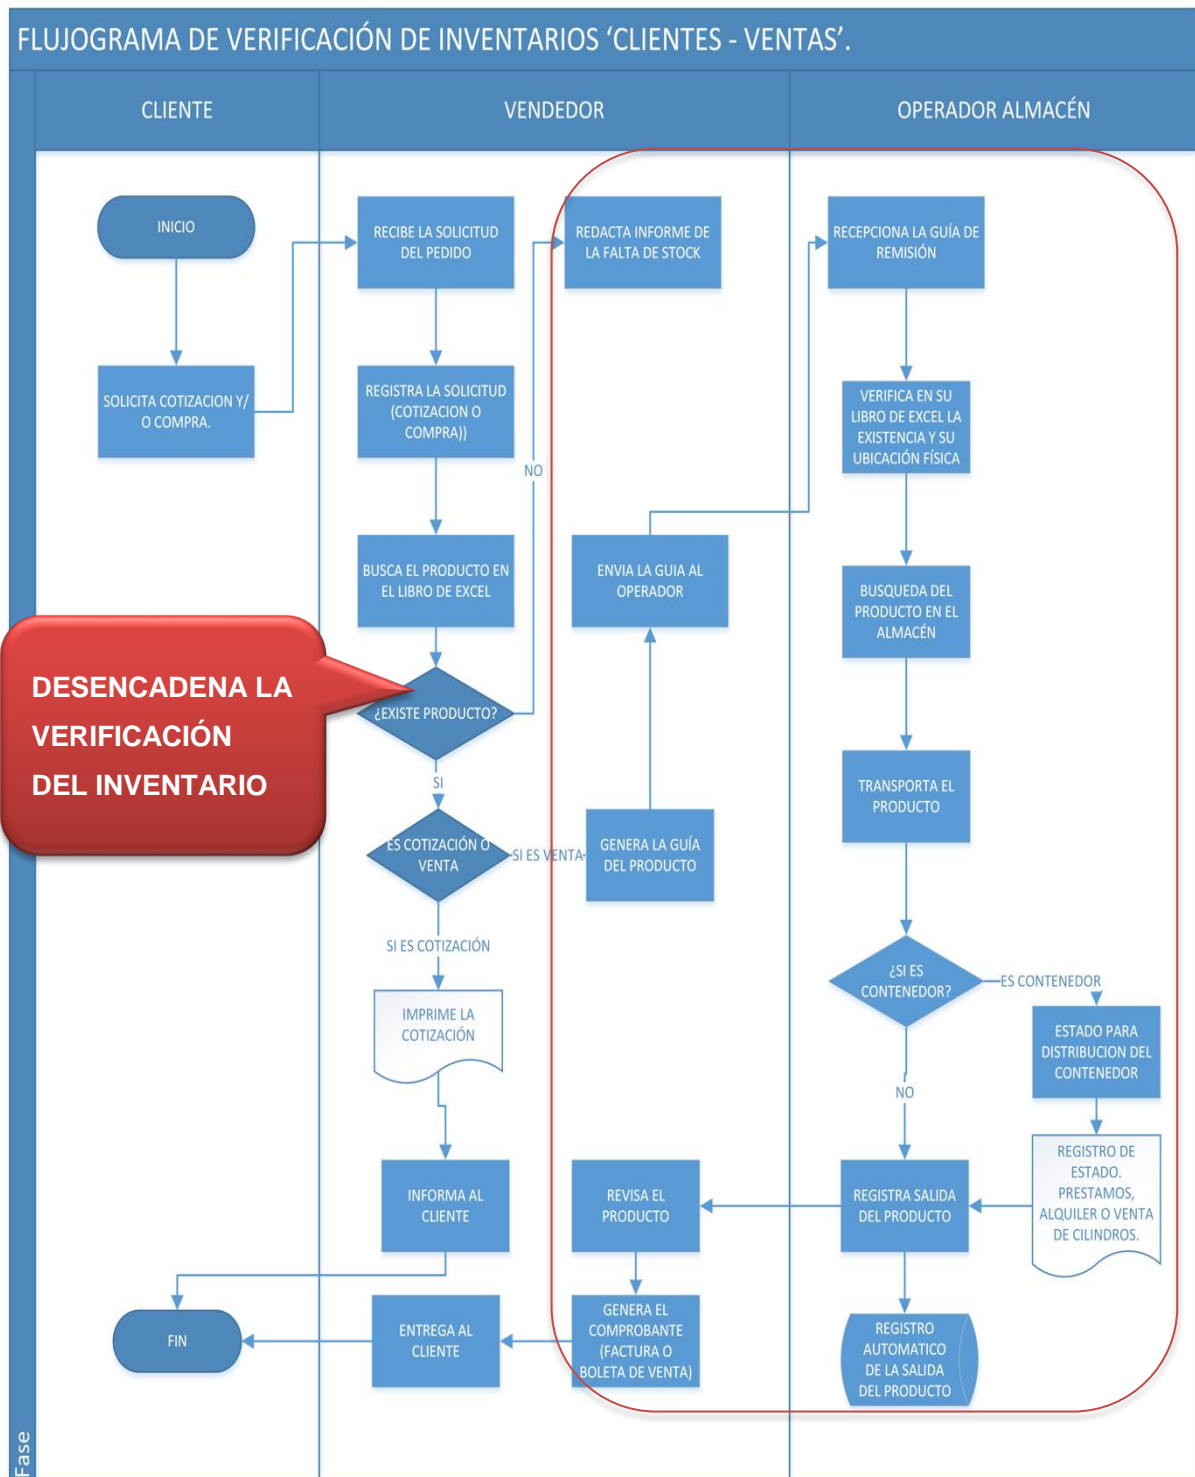 FLUJOGRAMA DE VERIFICACIÓN DE INVENTARIOS ‘CLIENTES - VENTAS’.
CLIENTE
VENDEDOR
OPERADOR ALMACÉN
INICIO
SOLICITA COTIZACION Y/
O COMPRA.
RECIBE LA SOLICITUD
DEL PEDIDO
REDACTA INFORME DE
LA FALTA DE STOCK
RECEPCIONA LA GUÍA DE
REMISIÓN
REGISTRA LA SOLICITUD
(COTIZACION O
COMPRA))
VERIFICA EN SU
LIBRO DE EXCEL LA
EXISTENCIA Y SU
UBICACIÓN FÍSICA
NO
BUSCA EL PRODUCTO EN
EL LIBRO DE EXCEL
ENVIA LA GUIA AL
OPERADOR
BUSQUEDA DEL
PRODUCTO EN EL
ALMACÉN
DESENCADENA LA
VERIFICACIÓN
DEL INVENTARIO
¿EXISTE PRODUCTO?
SI
TRANSPORTA EL
PRODUCTO
ES COTIZACIÓN O
VENTA
SI ES VENTA
GENERA LA GUÍA
DEL PRODUCTO
SI ES COTIZACIÓN
¿SI ES
CONTENEDOR?
ES CONTENEDOR
IMPRIME LA
COTIZACIÓN
ESTADO PARA
DISTRIBUCION DEL
CONTENEDOR
NO
REGISTRO DE
ESTADO.
PRESTAMOS,
ALQUILER O VENTA
DE CILINDROS.
INFORMA AL
CLIENTE
REVISA EL
PRODUCTO
REGISTRA SALIDA
DEL PRODUCTO
FIN
ENTREGA AL
CLIENTE
GENERA EL
COMPROBANTE
(FACTURA O
BOLETA DE VENTA)
REGISTRO
AUTOMATICO
DE LA SALIDA
DEL PRODUCTO
Fase